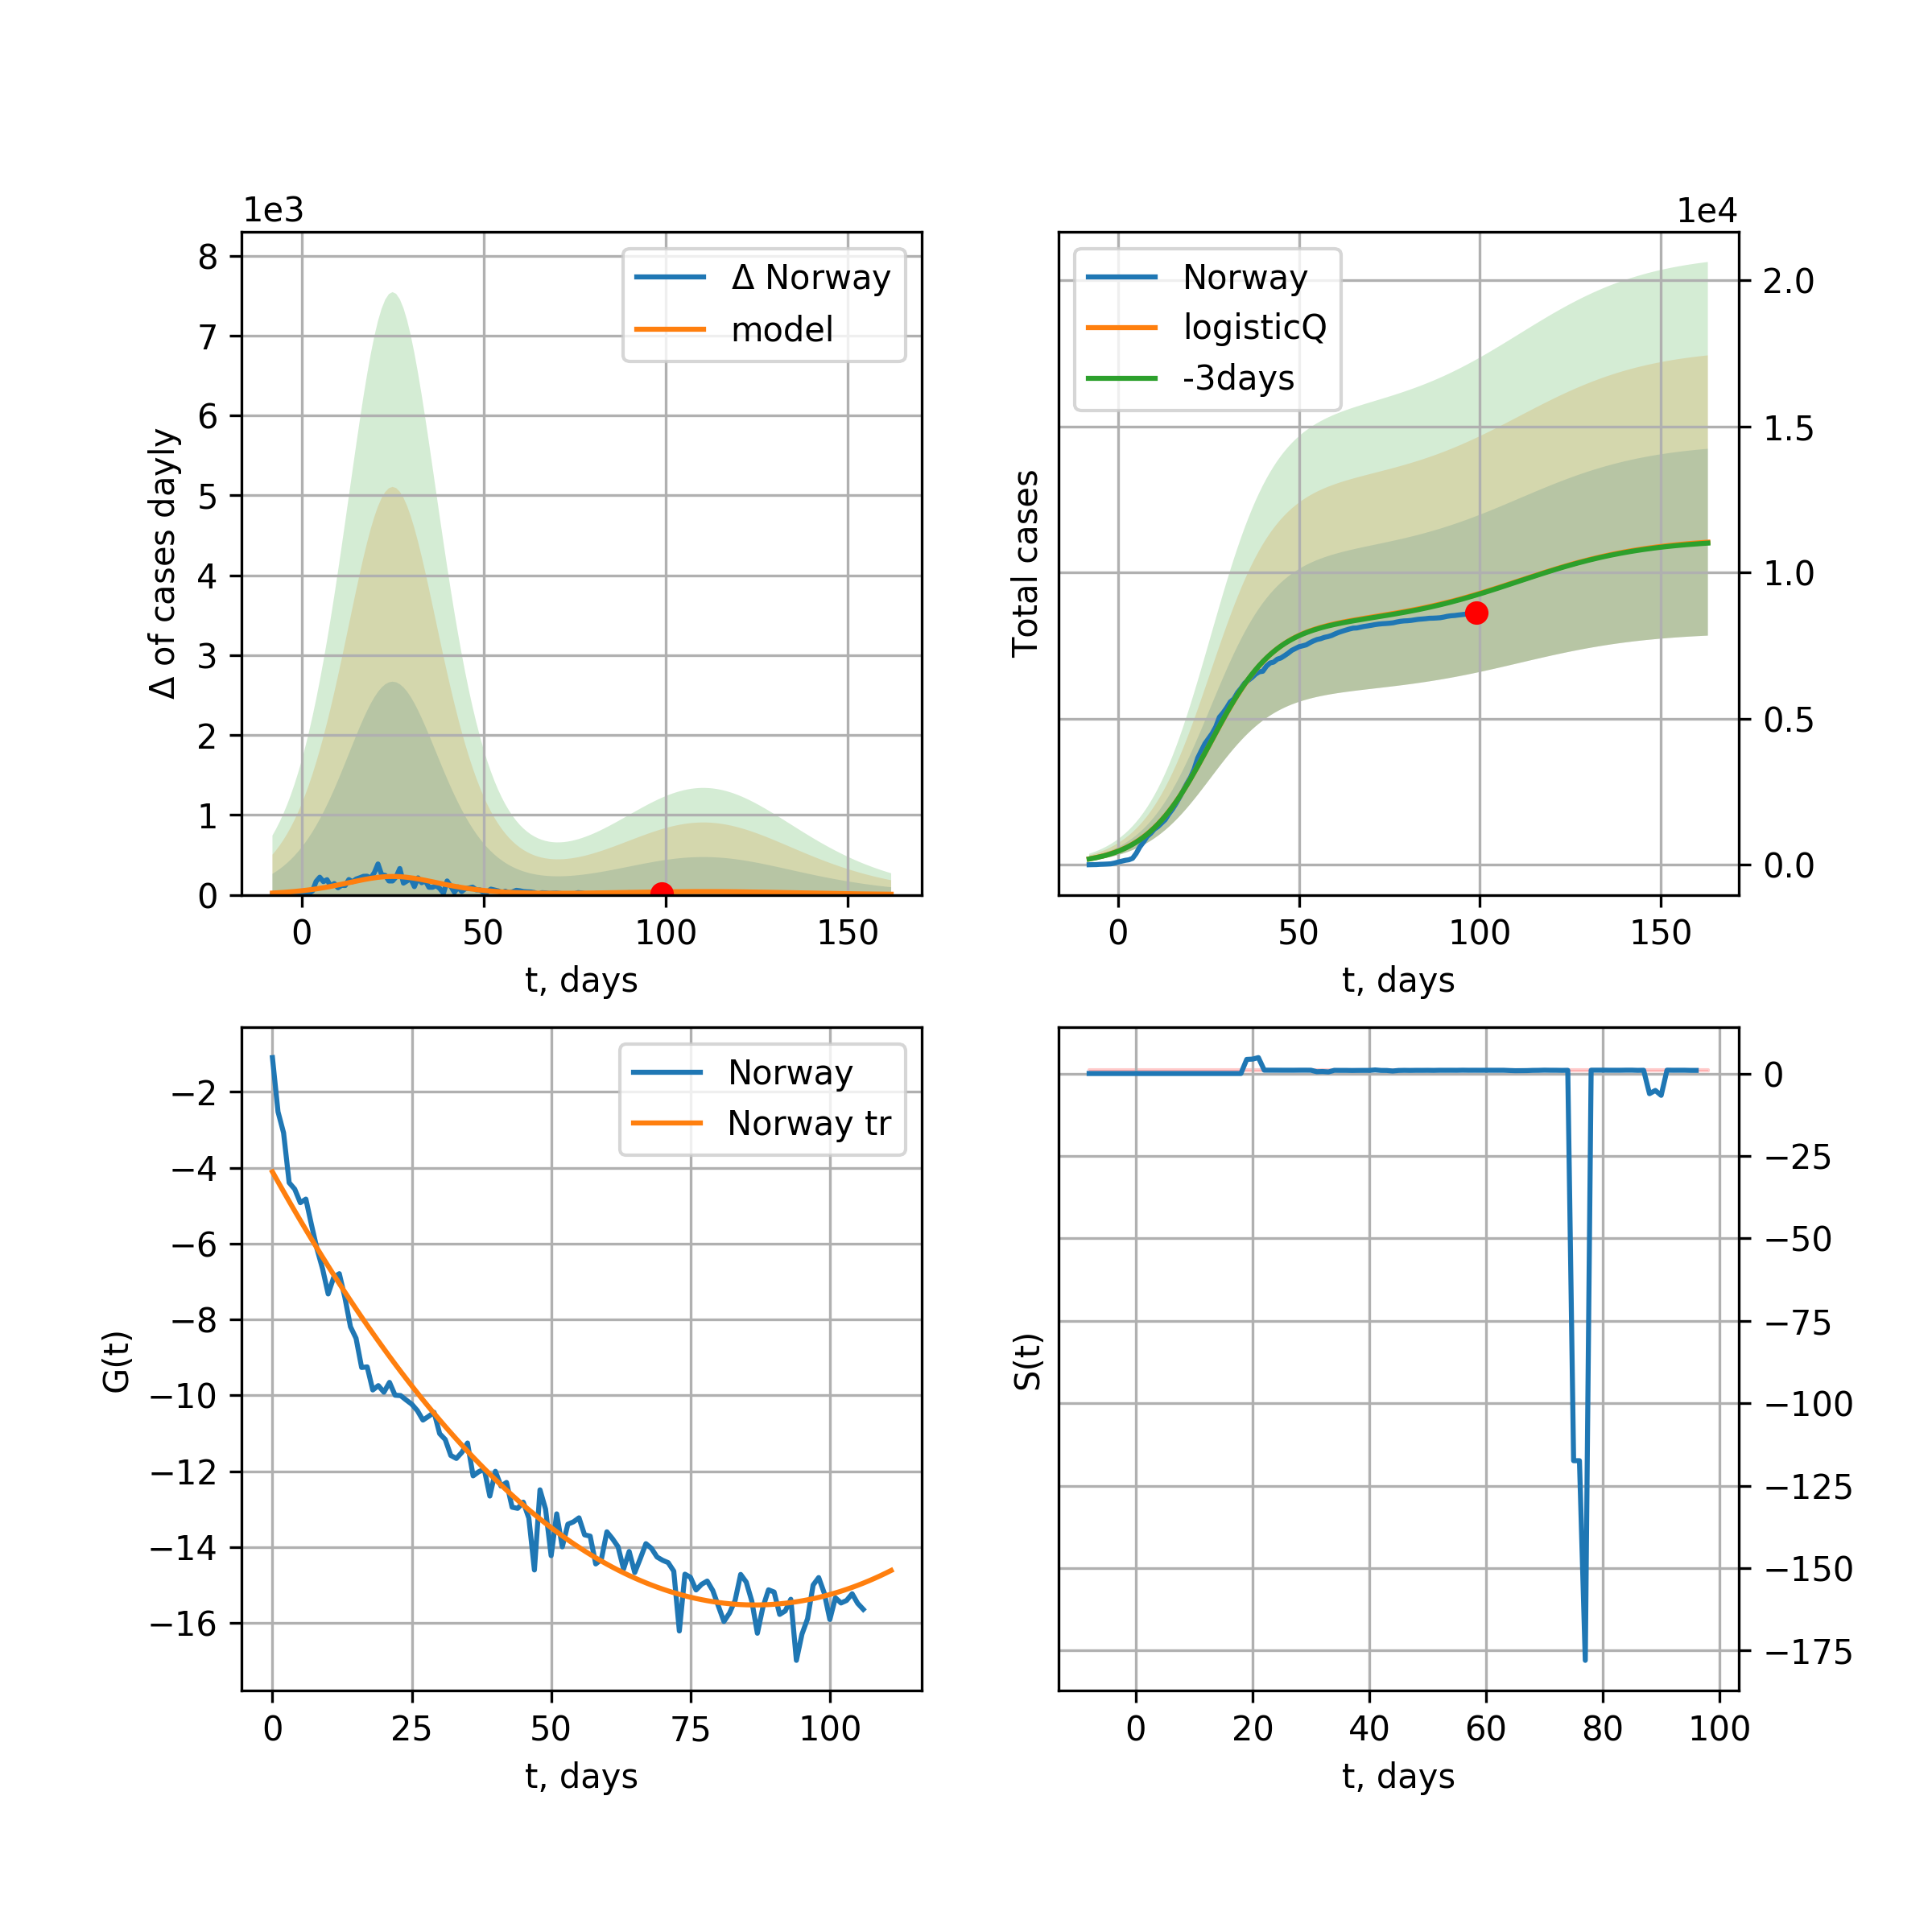 1e3
8
7
6
5
4
3
2
1
0
Δ of cases dayly
Δ Norway
model
0 50 100 150
t, days
1e4
Total cases
Norway
logisticQ
-3days
2.0
1.5
1.0
0.5
0.0
0 50 100 150
t, days
−2
−4
−6
−8
−10
−12
−14
−16
G(t)
Norway
Norway tr
0 25 50 75 100
t, days
S(t)
0
−25
−50
−75
−100
−125
−150
−175
0 20 40 60 80 100
t, days